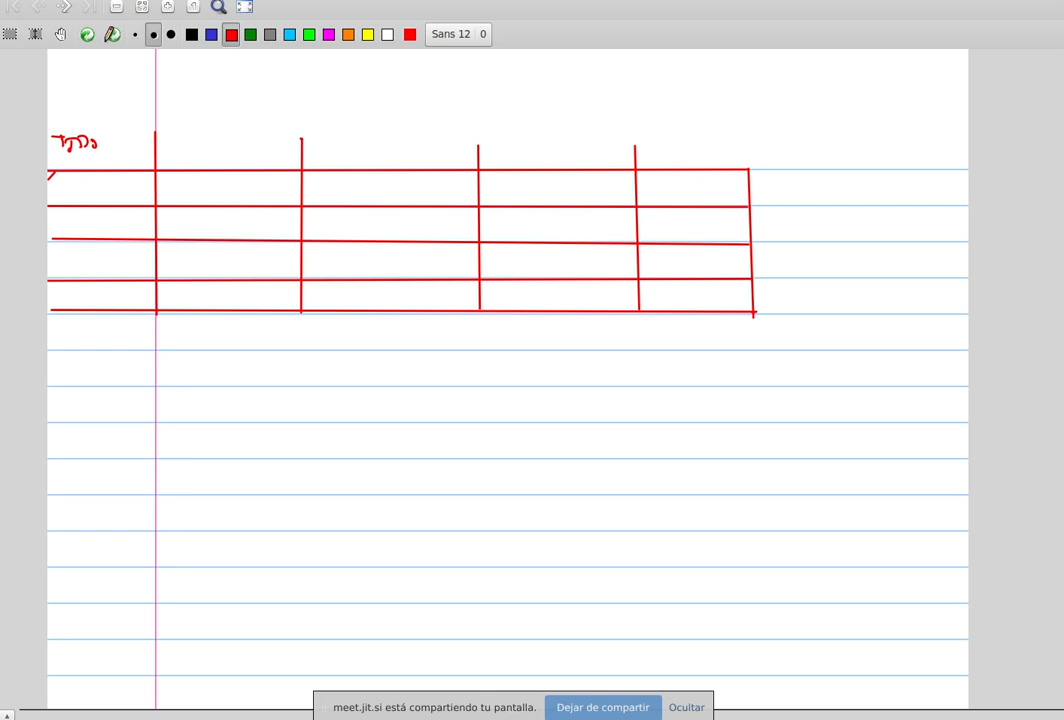 Sans 12 0
meet.jit.si está compartiendo tu pantalla. Dejar de compartir Ocultar